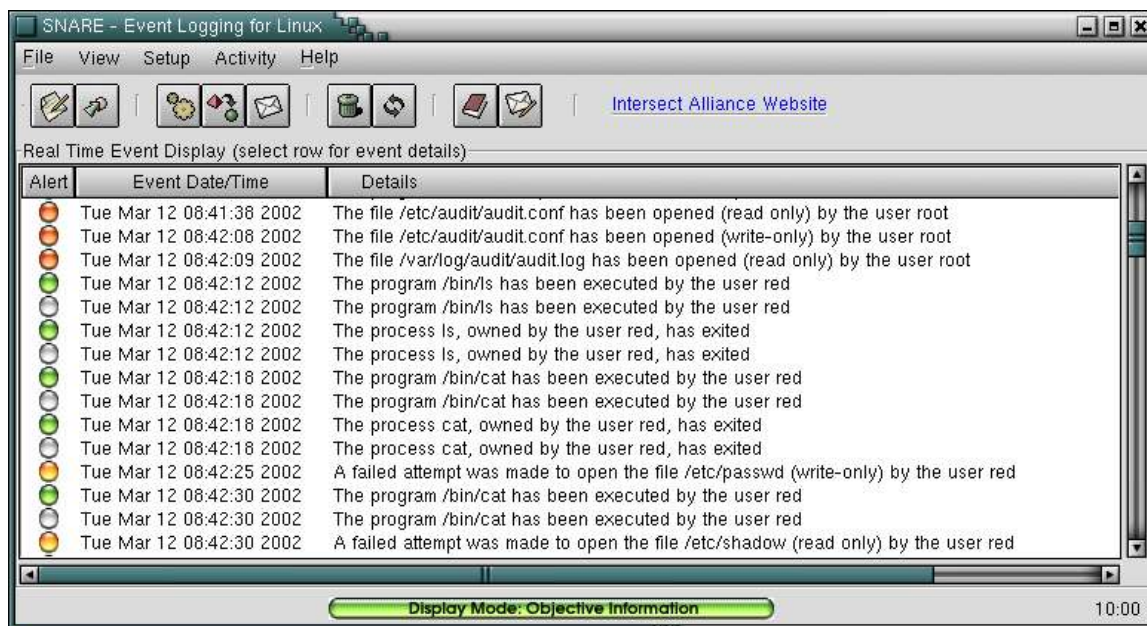 SNARE - Event Logging for Linux
File View Setup Activity Help
Intersect Alliance Website
Real Time Event Display (select row for event details)
Alert Event Date/Time Details
Tue Mar 12 08:41:38 2002 The file /etc/audit/audit.conf has been opened (read only) by the user root
Tue Mar 12 08:42:08 2002 The file /etc/audit/audit.conf has been opened (write-only) by the user root
Tue Mar 12 08:42:09 2002 The file /var/log/audit/audit.log has been opened (read only) by the user root
Tue Mar 12 08:42:12 2002 The program /bin/ls has been executed by the user red
Tue Mar 12 08:42:12 2002 The program /bin/ls has been executed by the user red
Tue Mar 12 08:42:12 2002 The process ls, owned by the user red, has exited
Tue Mar 12 08:42:12 2002 The process ls, owned by the user red, has exited
Tue Mar 12 08:42:18 2002 The program /bin/cat has been executed by the user red
Tue Mar 12 08:42:18 2002 The program /bin/cat has been executed by the user red
Tue Mar 12 08:42:18 2002 The process cat, owned by the user red, has exited
Tue Mar 12 08:42:18 2002 The process cat, owned by the user red, has exited
Tue Mar 12 08:42:25 2002 A failed attempt was made to open the file /etc/passwd (write-only) by the user red
Tue Mar 12 08:42:30 2002 The program /bin/cat has been executed by the user red
Tue Mar 12 08:42:30 2002 The program /bin/cat has been executed by the user red
Tue Mar 12 08:42:30 2002 A failed attempt was made to open the file /etc/shadow (read only) by the user red
Display Mode: Objective Information
10:00